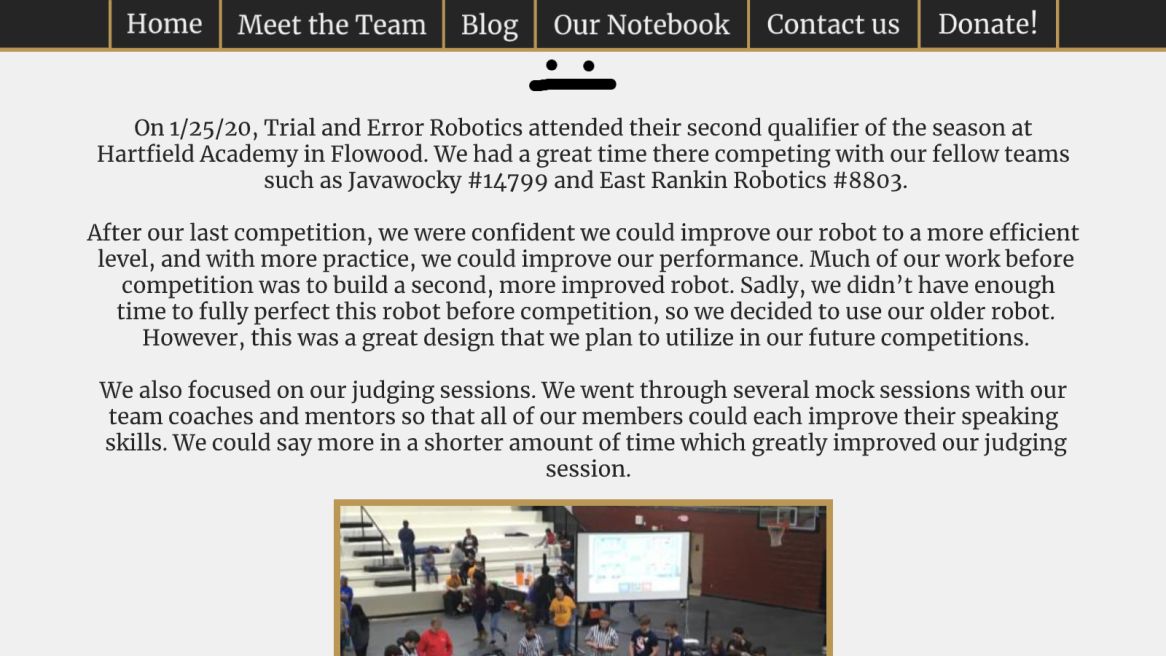 Home Meet the Team Blog Our Notebook Contact us Donate!
On 1/25/20, Trial and Error Robotics attended their second qualifier of the season at
Hartfield Academy in Flowood. We had a great time there competing with our fellow teams
such as Javawocky #14799 and East Rankin Robotics #8803.
After our last competition, we were confident we could improve our robot to a more efficient
level, and with more practice, we could improve our performance. Much of our work before
competition was to build a second, more improved robot. Sadly, we didn’t have enough
time to fully perfect this robot before competition, so we decided to use our older robot.
However, this was a great design that we plan to utilize in our future competitions.
We also focused on our judging sessions. We went through several mock sessions with our
team coaches and mentors so that all of our members could each improve their speaking
skills. We could say more in a shorter amount of time which greatly improved our judging
session.